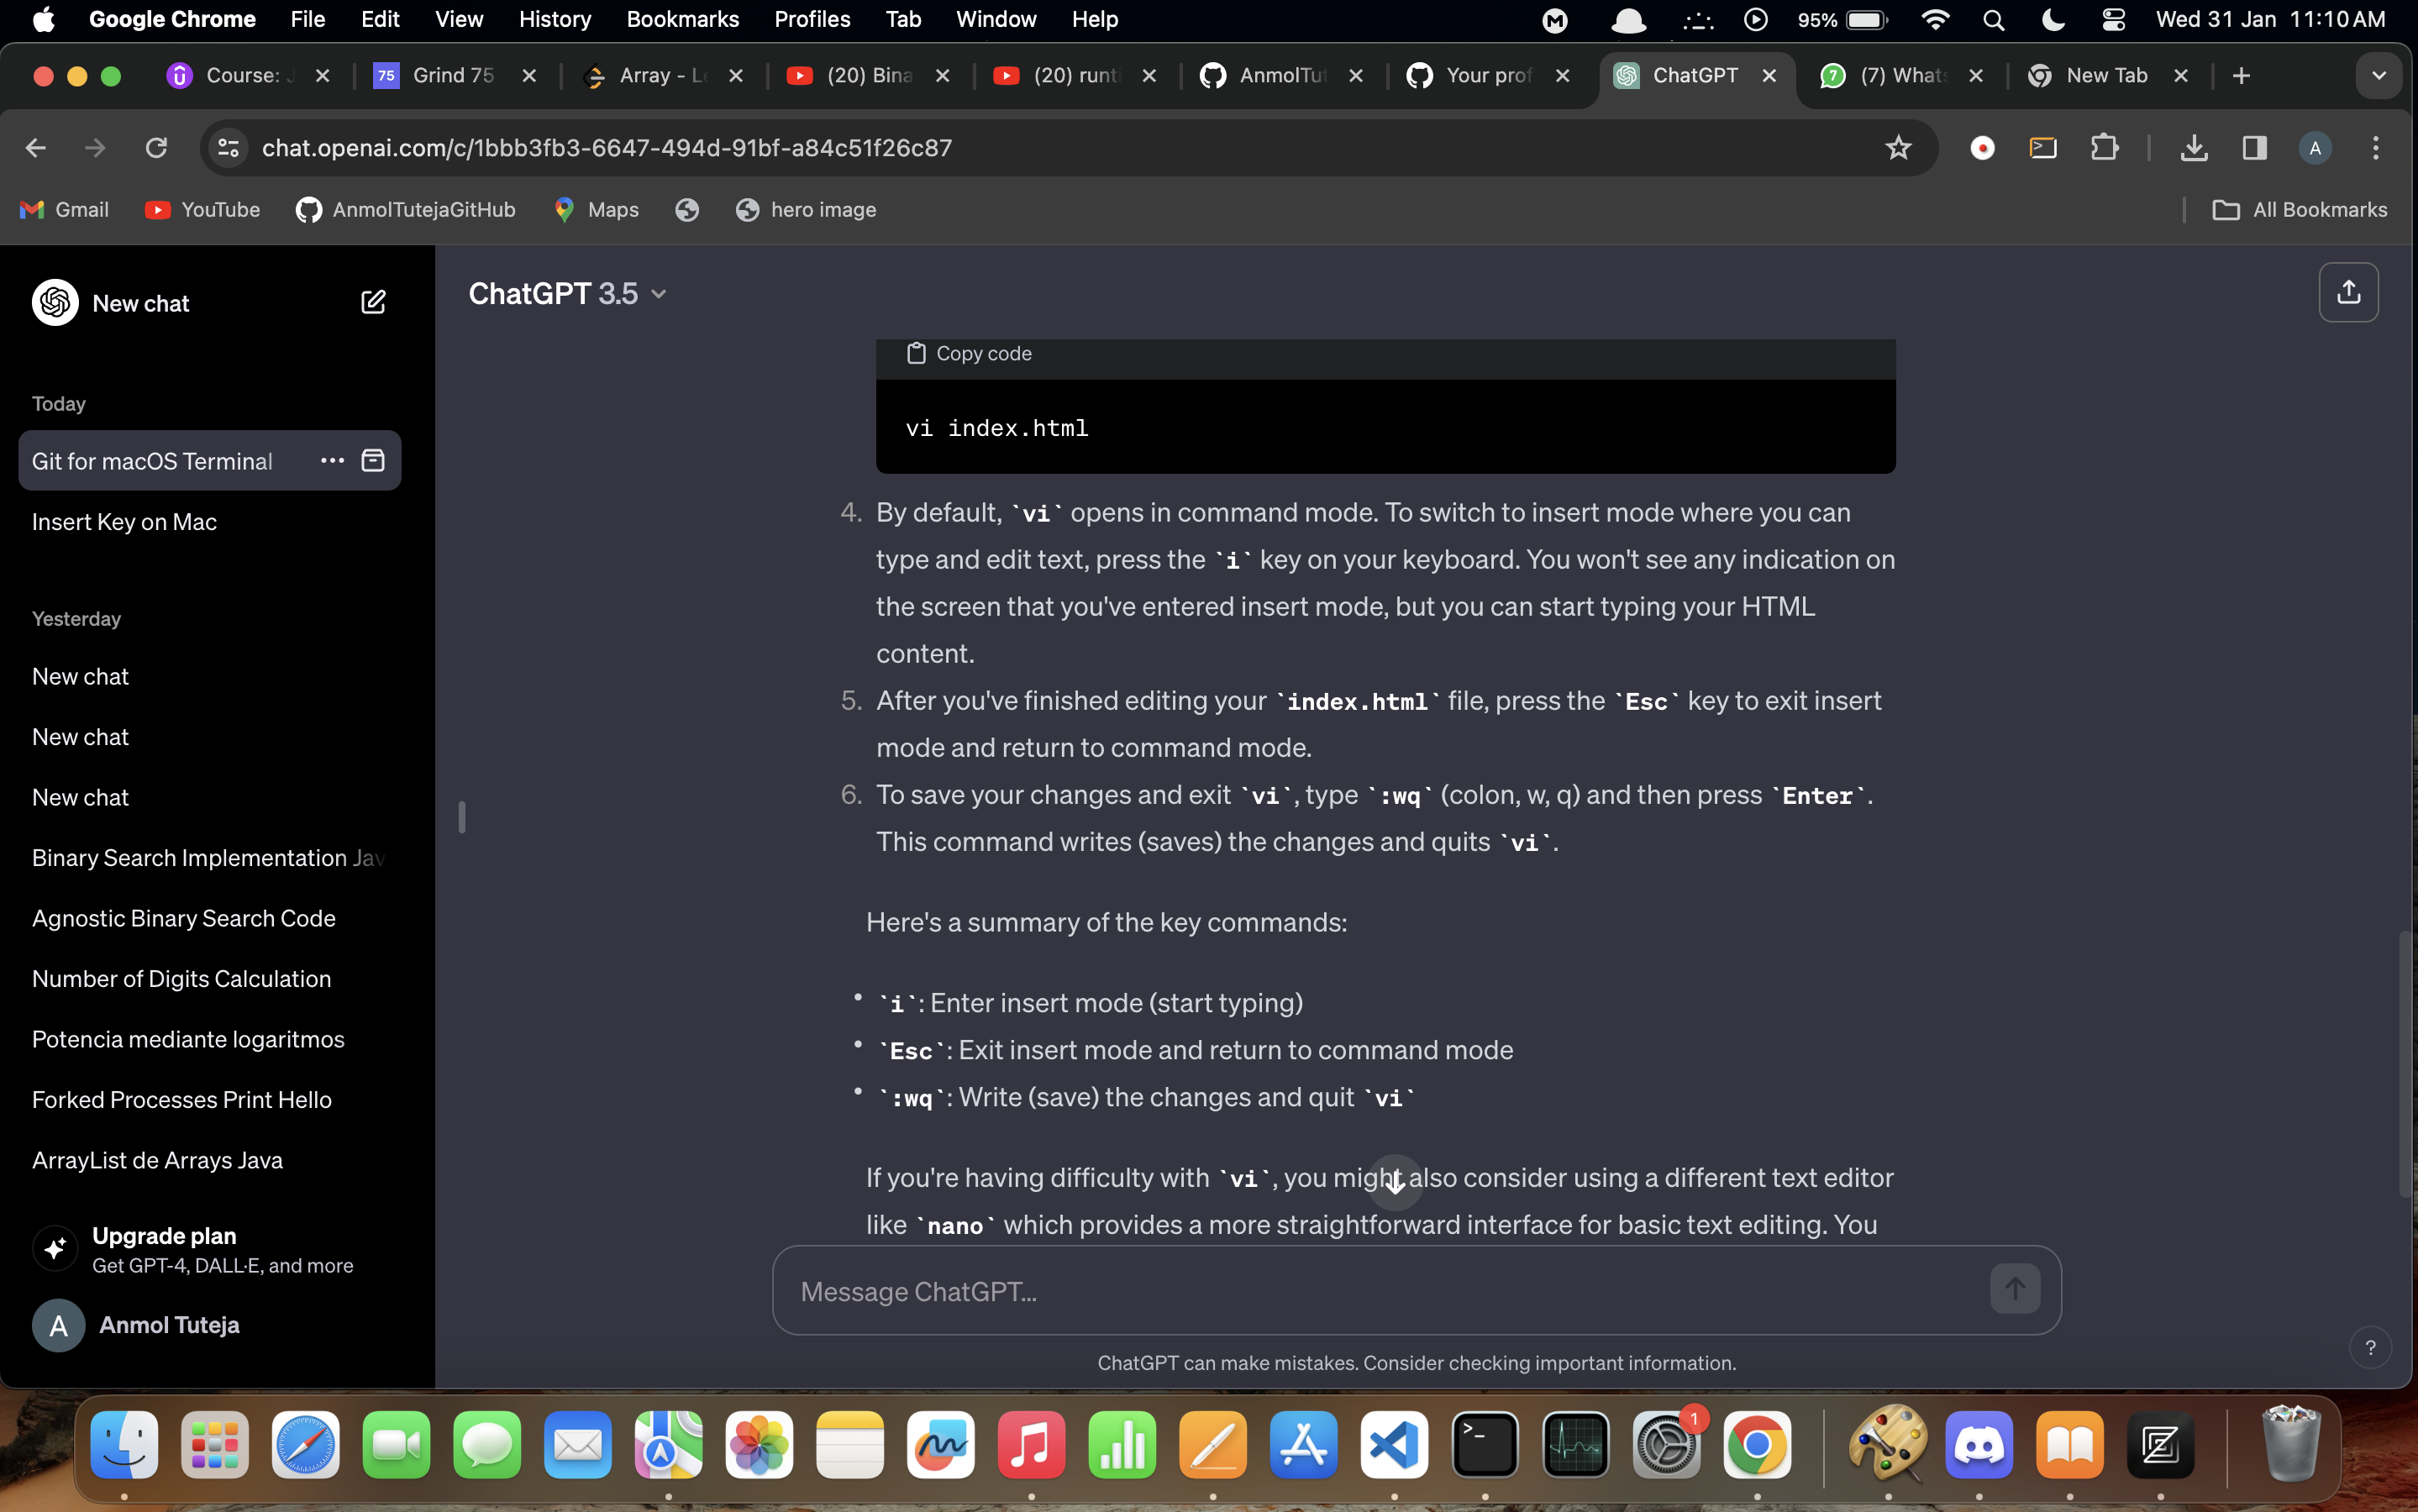 Google Chrome File Edit View History Bookmarks Profiles Tab Window Help 95% Wed 31 Jan 11:10 AM
Course: Grind 75 Array - Le (20) Bina (20) runti AnmolTut Your prof ChatGPT (7) Whats New Tab
chat.openai.com/c/1bbb3fb3-6647-494d-91bf-a84c51f26c87 A
Gmail YouTube AnmolTutejaGitHub Maps hero image All Bookmarks
New chat
Today
Git for macOS Terminal
Insert Key on Mac
Yesterday
New chat
New chat
New chat
Binary Search Implementation Jav
Agnostic Binary Search Code
Number of Digits Calculation
Potencia mediante logaritmos
Forked Processes Print Hello
ArrayList de Arrays Java
Upgrade plan
Get GPT-4, DALL·E, and more
A Anmol Tuteja
ChatGPT 3.5
Copy code
vi index.html
4. By default, `vi` opens in command mode. To switch to insert mode where you can
type and edit text, press the `i` key on your keyboard. You won't see any indication on
the screen that you've entered insert mode, but you can start typing your HTML
content.
5. After you've finished editing your `index.html` file, press the `Esc` key to exit insert
mode and return to command mode.
6. To save your changes and exit `vi`, type `:wq` (colon, w, q) and then press `Enter`.
This command writes (saves) the changes and quits `vi`.
Here's a summary of the key commands:
• `i`: Enter insert mode (start typing)
• `Esc`: Exit insert mode and return to command mode
• `:wq`: Write (save) the changes and quit `vi`
If you're having difficulty with `vi`, you might also consider using a different text editor
like `nano` which provides a more straightforward interface for basic text editing. You
Message ChatGPT...
ChatGPT can make mistakes. Consider checking important information.
?
1